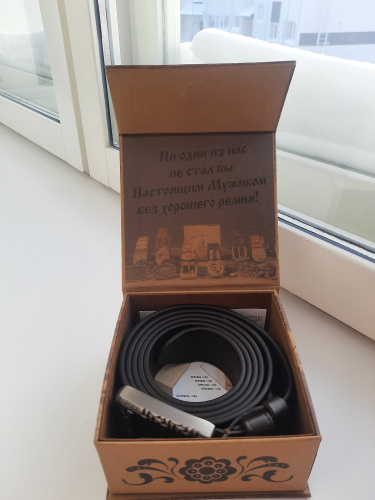 Ни один из нас
не стал бы
Настоящим Мужиком
без хорошего ремня!